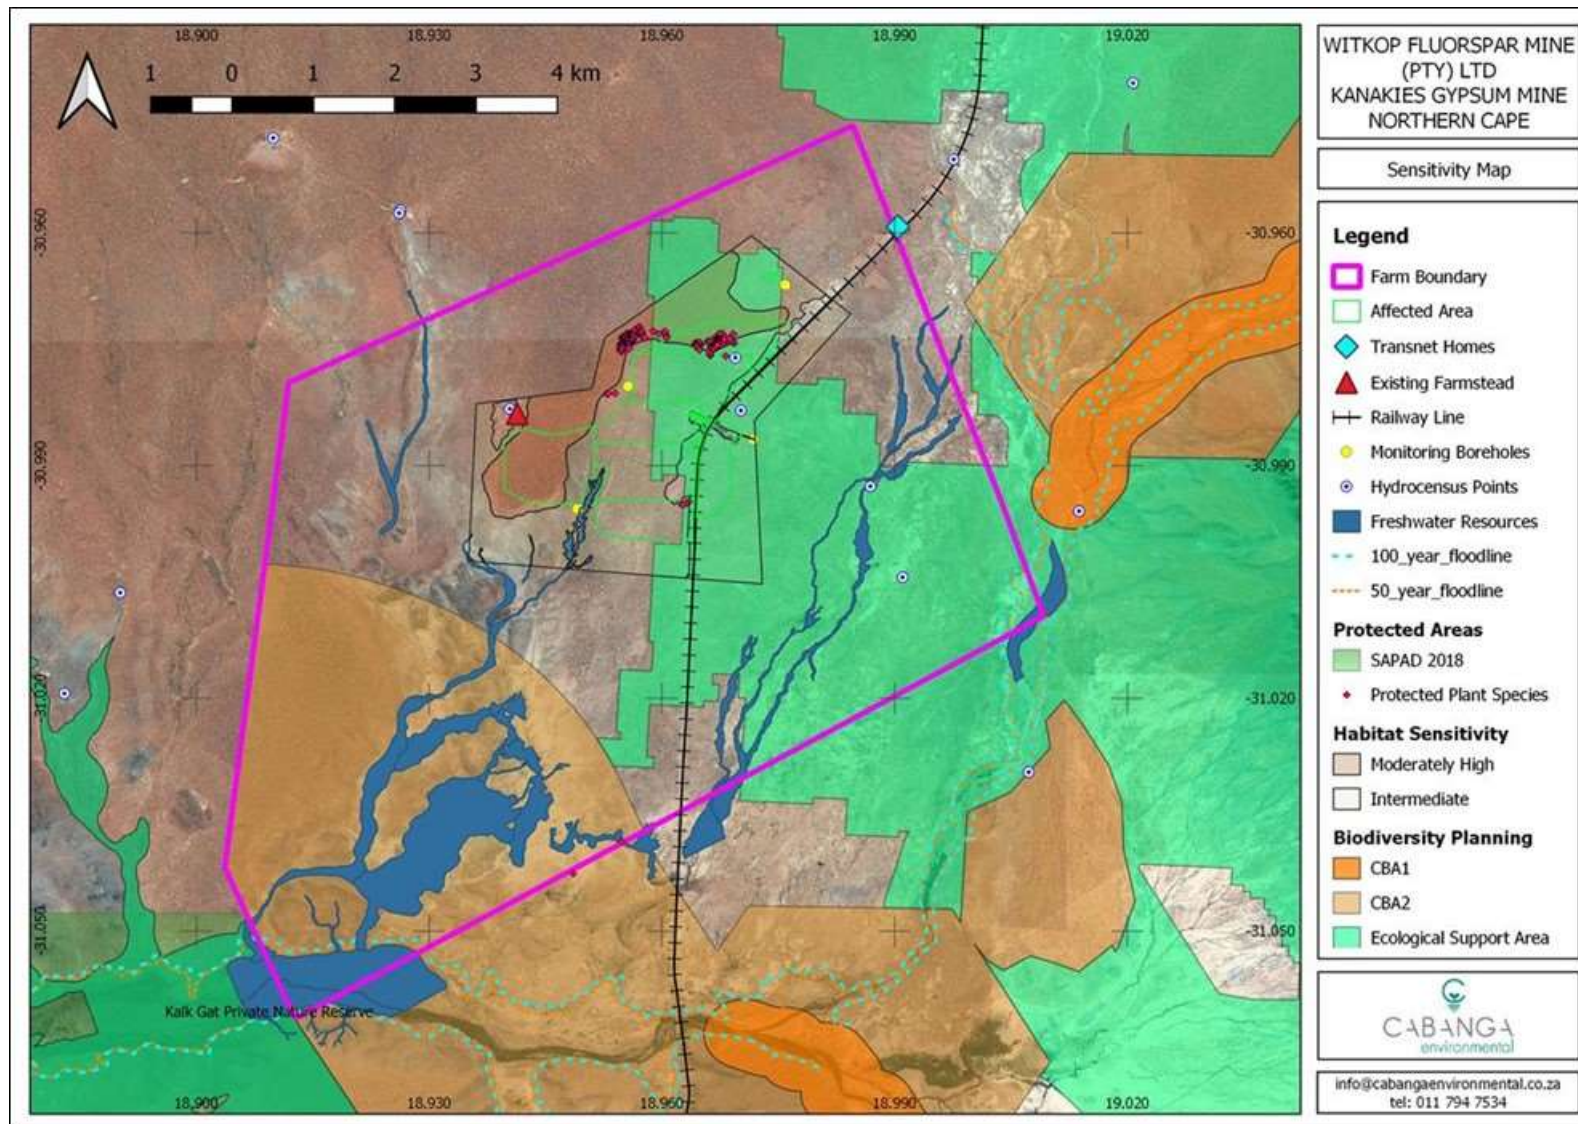 18.900 18.930 18.960 18.990 19.020
1 0 1 2 3 4 km
-30.960 -30.960
-30.990 -30.990
-31.020 -31.020
-31.050 -31.050
Kalk Gat Private Nature Reserve
18.900 18.930 18.960 18.990 19.020
WITKOP FLUORSPAR MINE
(PTY) LTD
KANAKIES GYPSUM MINE
NORTHERN CAPE
Sensitivity Map
Legend
Farm Boundary
Affected Area
Transnet Homes
Existing Farmstead
Railway Line
Monitoring Boreholes
Hydrocensus Points
Freshwater Resources
100_year_floodline
50_year_floodline
Protected Areas
SAPAD 2018
Protected Plant Species
Habitat Sensitivity
Moderately High
Intermediate
Biodiversity Planning
CBA1
CBA2
Ecological Support Area
CABANGA
environmental
info@cabangaenvironmental.co.za
tel: 011 794 7534